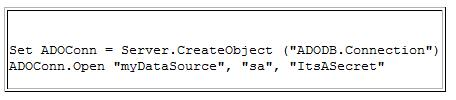 Set ADOConn = Server.CreateObject ("ADODB.Connection")
ADOConn.Open "myDataSource", "sa", "ItsASecret"